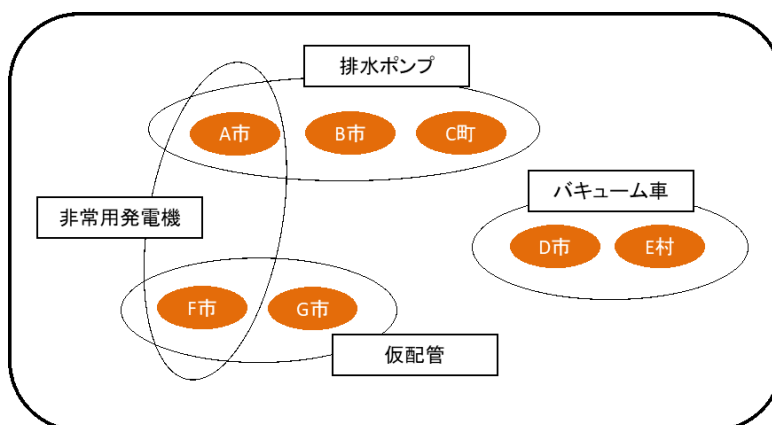 排水ポンプ
A市
B市
C町
バキューム車
非常用発電機
D市
E村
F市
G市
仮配管